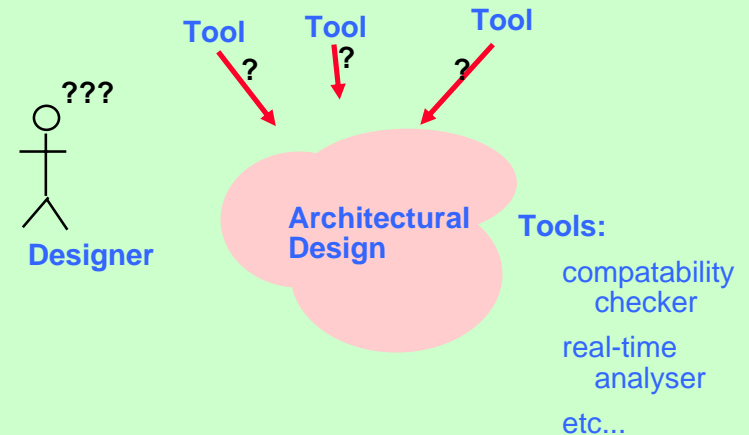 Tool
Tool
Tool
?
?
?
???
Designer
Architectural
Design
Tools:
compatability
checker
real-time
analyser
etc...